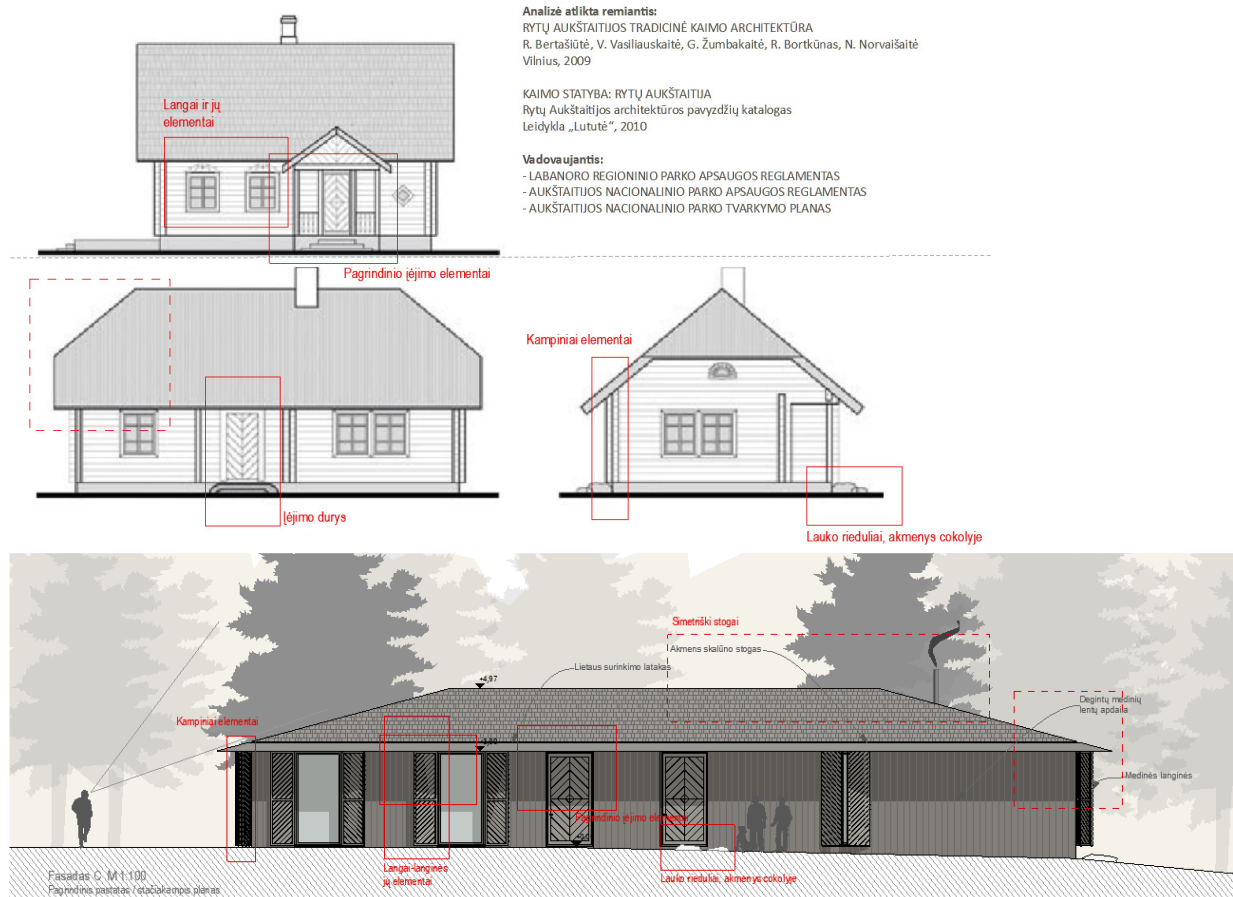 Analizė atlikta remiantis:
RYTŲ AUKŠTAITIJOS TRADICINĖ KAIMO ARCHITEKTŪRA
R. Bertašiūtė, V. Vasiliauskaitė, G. Žumbakaitė, R. Bortkūnas, N. Norvaišaitė
Vilnius, 2009
KAIMO STATYBA: RYTŲ AUKŠTAITIJA
Rytų Aukštaitijos architektūros pavyzdžių katalogas
Leidykla „Lututė“, 2010
Vadovaujantis:
- LABANORO REGIONINIO PARKO APSAUGOS REGLAMENTAS
- AUKŠTAITIJOS NACIONALINIO PARKO APSAUGOS REGLAMENTAS
- AUKŠTAITIJOS NACIONALINIO PARKO TVARKYMO PLANAS
Langai ir jų
elementai
Pagrindinio įėjimo elementai
Kampiniai elementai
Įėjimo durys
Lauko rieduliai, akmenys cokolyje
Simetriški stogai
Akmens skalūno stogas
Lietaus surinkimo latakas
+4,97
Kampiniai elementai
Degintų medinių
lentų apdaila
Medinės langinės
Pagrindinio įėjimo elementai
Langai-langinės
jų elementai
Lauko rieduliai, akmenys cokolyje
Fasadas C M 1:100
Pagrindinis pastatas / stačiakampis planas